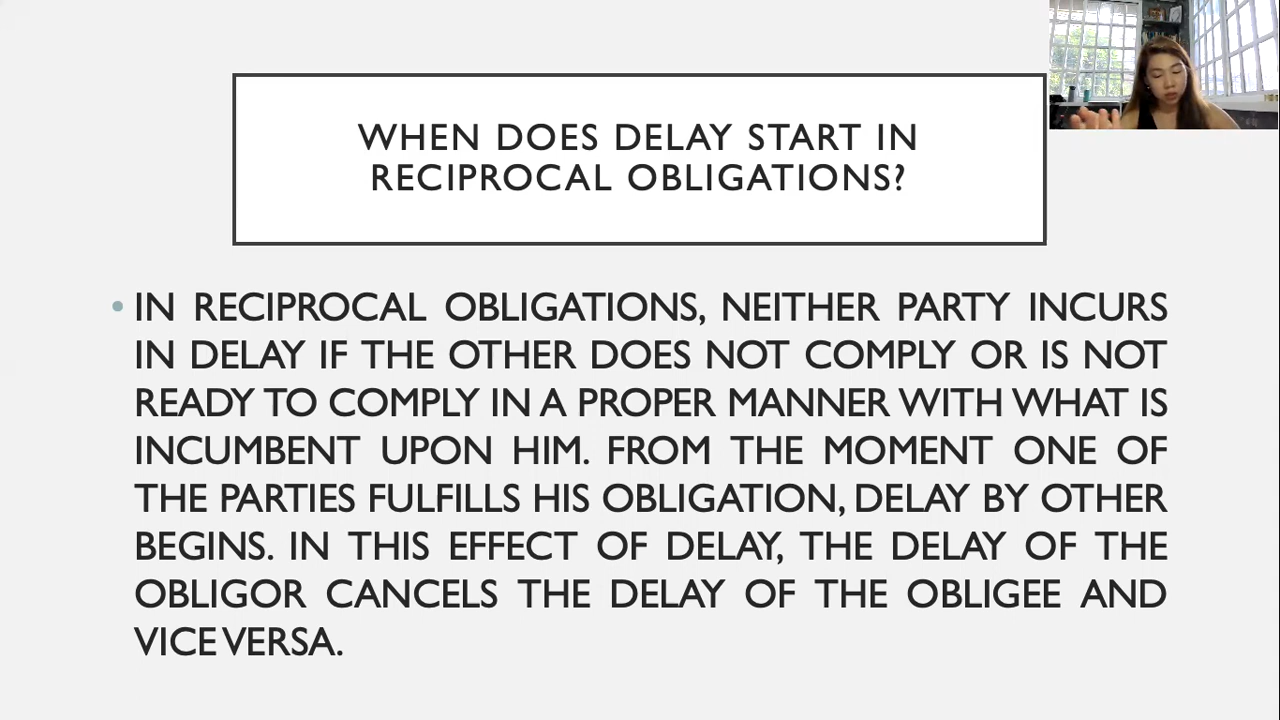 WHEN DOES DELAY START IN
RECIPROCAL OBLIGATIONS?
• IN RECIPROCAL OBLIGATIONS, NEITHER PARTY INCURS
IN DELAY IF THE OTHER DOES NOT COMPLY OR IS NOT
READY TO COMPLY IN A PROPER MANNER WITH WHAT IS
INCUMBENT UPON HIM. FROM THE MOMENT ONE OF
THE PARTIES FULFILLS HIS OBLIGATION, DELAY BY OTHER
BEGINS. IN THIS EFFECT OF DELAY, THE DELAY OF THE
OBLIGOR CANCELS THE DELAY OF THE OBLIGEE AND
VICE VERSA.